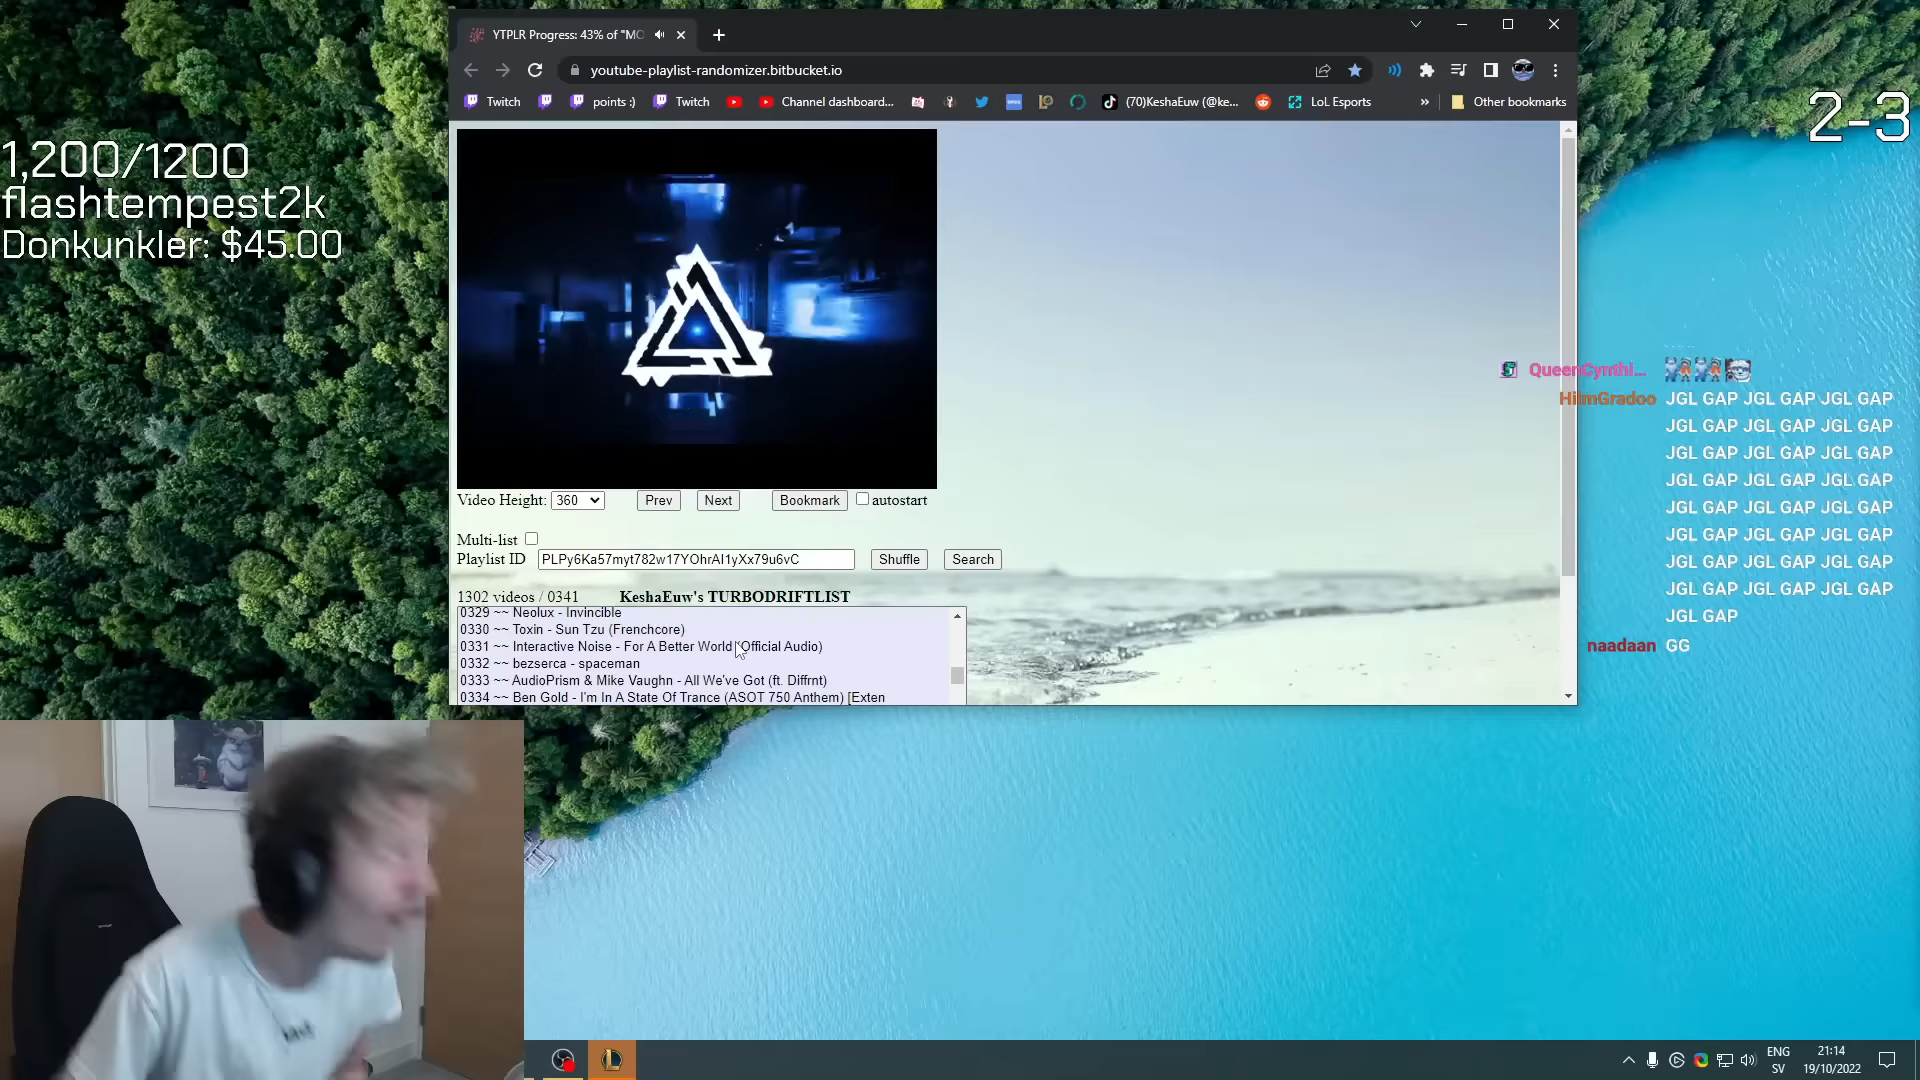 YTPLR Progress: 43% of "MO
youtube-playlist-randomizer.bitbucket.io
Twitch
points :)
Twitch
Channel dashboard...
(70)KeshaEuw (@ke...
LoL Esports
»
Other bookmarks
1,200/1200
flashtempest2k
Donkunkler: $45.00
2-3
Video Height: 360
Prev
Next
Bookmark
autostart
Multi-list
Playlist ID
PLPy6Ka57myt782w17YOhrAI1yXx79u6vC
Shuffle
Search
1302 videos / 0341
KeshaEuw's TURBODRIFTLIST
0329 ~~ Neolux - Invincible
0330 ~~ Toxin - Sun Tzu (Frenchcore)
0331 ~~ Interactive Noise - For A Better World (Official Audio)
0332 ~~ bezserca - spaceman
0333 ~~ AudioPrism & Mike Vaughn - All We've Got (ft. Diffrnt)
0334 ~~ Ben Gold - I'm In A State Of Trance (ASOT 750 Anthem) [Exten
QueenCynthi...
HiimGradoo JGL GAP JGL GAP JGL GAP
JGL GAP JGL GAP JGL GAP
JGL GAP JGL GAP JGL GAP
JGL GAP JGL GAP JGL GAP
JGL GAP JGL GAP JGL GAP
JGL GAP JGL GAP JGL GAP
JGL GAP JGL GAP JGL GAP
JGL GAP JGL GAP JGL GAP
JGL GAP
naadaan GG
ENG
SV
21:14
19/10/2022